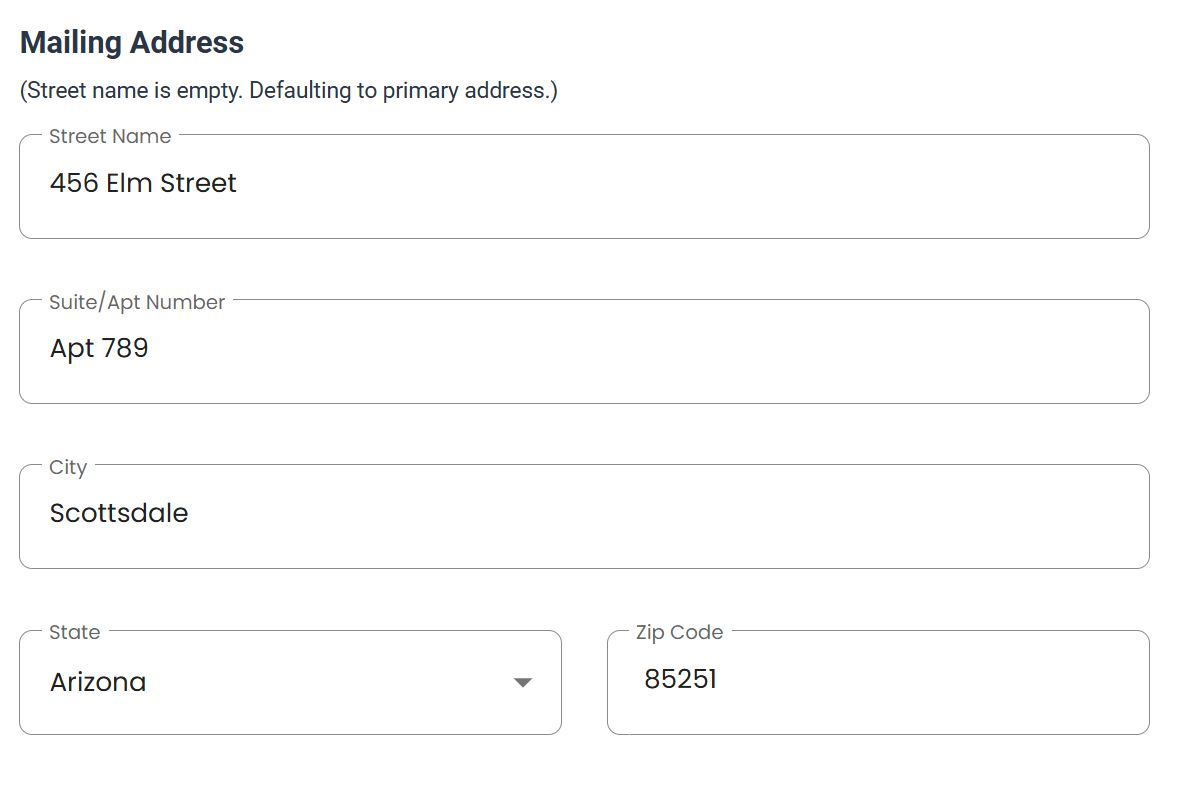 Mailing Address
(Street name is empty. Defaulting to primary address.)
Street Name
456 Elm Street
Suite/Apt Number
Apt 789
City
Scottsdale
State
Arizona
Zip Code
85251